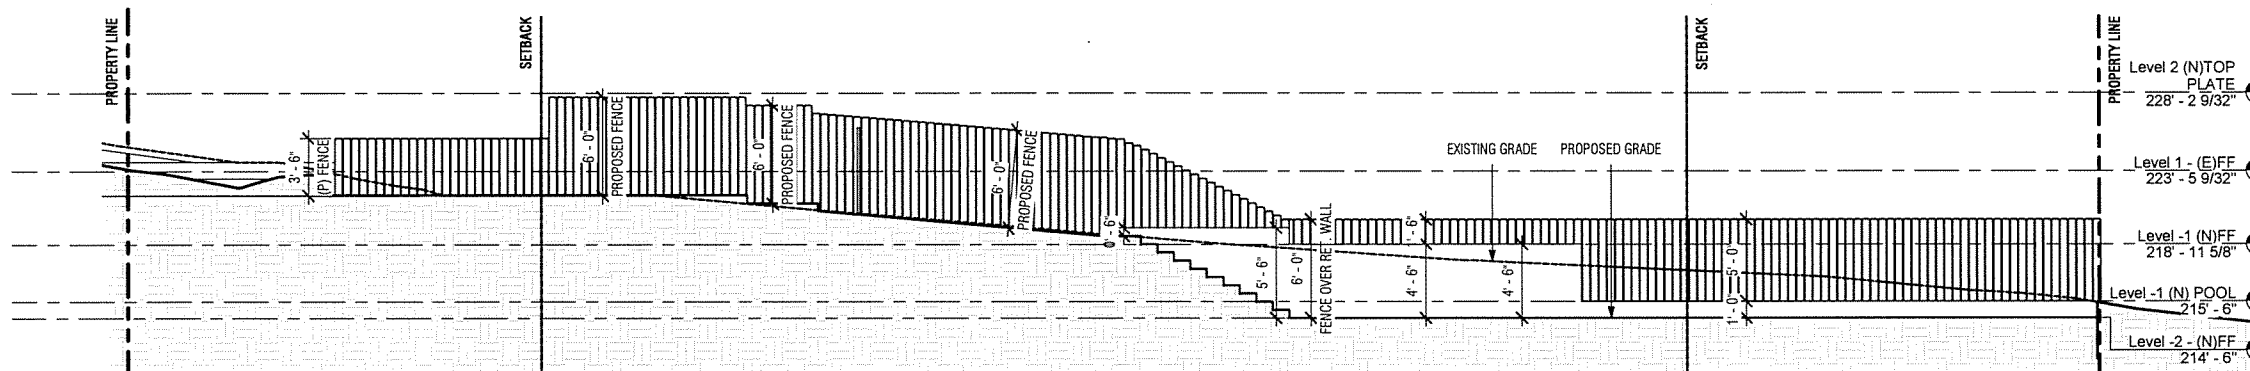 PROPERTY LINE
SETBACK
SETBACK
PROPERTY LINE
Level 2 (N)TOP
PLATE
228' - 2 9/32"
3' - 6"
(P) FENCE
6' - 0"
PROPOSED FENCE
6' - 0"
PROPOSED FENCE
6' - 0"
PROPOSED FENCE
EXISTING GRADE
PROPOSED GRADE
Level 1 - (E)FF
223' - 5 9/32"
0' - 6"
5' - 6"
6' - 0"
FENCE OVER RET. WALL
1' - 6"
4' - 6"
4' - 6"
5' - 0"
1' - 0"
Level -1 (N)FF
218' - 11 5/8"
Level -1 (N) POOL
215' - 6"
Level -2 - (N)FF
214' - 6"